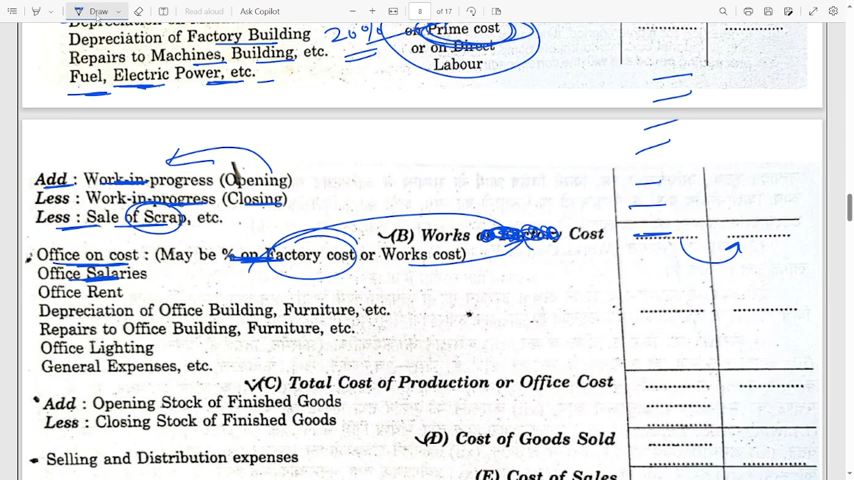 Draw
Read aloud
Ask Copilot
8
of 17
Depreciation of Factory Building
20%
on Prime cost
Repairs to Machines, Building, etc.
or on Direct
Fuel, Electric Power, etc.
Labour
Add : Work-in-progress (Opening)
Less : Work-in-progress (Closing)
Less : Sale of Scrap, etc.
(B) Works Cost
Office on cost : (May be % on Factory cost or Works cost)
Office Salaries
Office Rent
Depreciation of Office Building, Furniture, etc.
Repairs to Office Building, Furniture, etc.
Office Lighting
General Expenses, etc.
(C) Total Cost of Production or Office Cost
Add : Opening Stock of Finished Goods
Less : Closing Stock of Finished Goods
(D) Cost of Goods Sold
Selling and Distribution expenses
(E) Cost of Sales